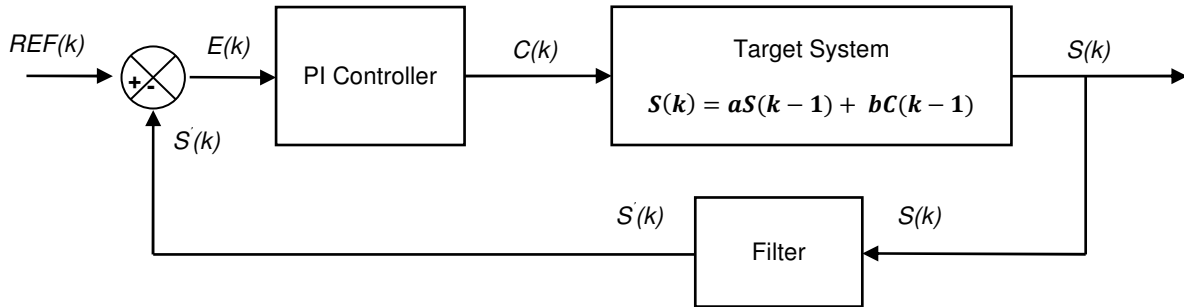 REF(k)
E(k)
PI Controller
C(k)
Target System
S(k) = aS(k − 1) + bC(k − 1)
S(k)
+
-
S'(k)
S'(k)
Filter
S(k)